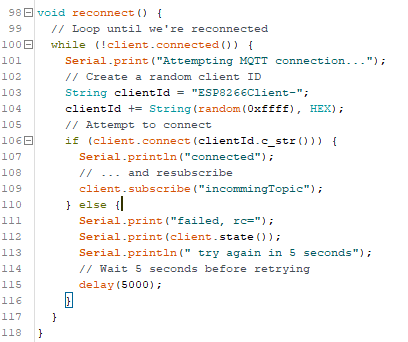 98 void reconnect() {
99 // Loop until we're reconnected
100 while (!client.connected()) {
101 Serial.print("Attempting MQTT connection...");
102 // Create a random client ID
103 String clientId = "ESP8266Client-";
104 clientId += String(random(0xffff), HEX);
105 // Attempt to connect
106 if (client.connect(clientId.c_str())) {
107 Serial.println("connected");
108 // ... and resubscribe
109 client.subscribe("incommingTopic");
110 } else {
111 Serial.print("failed, rc=");
112 Serial.print(client.state());
113 Serial.println(" try again in 5 seconds");
114 // Wait 5 seconds before retrying
115 delay(5000);
116 }
117 }
118 }